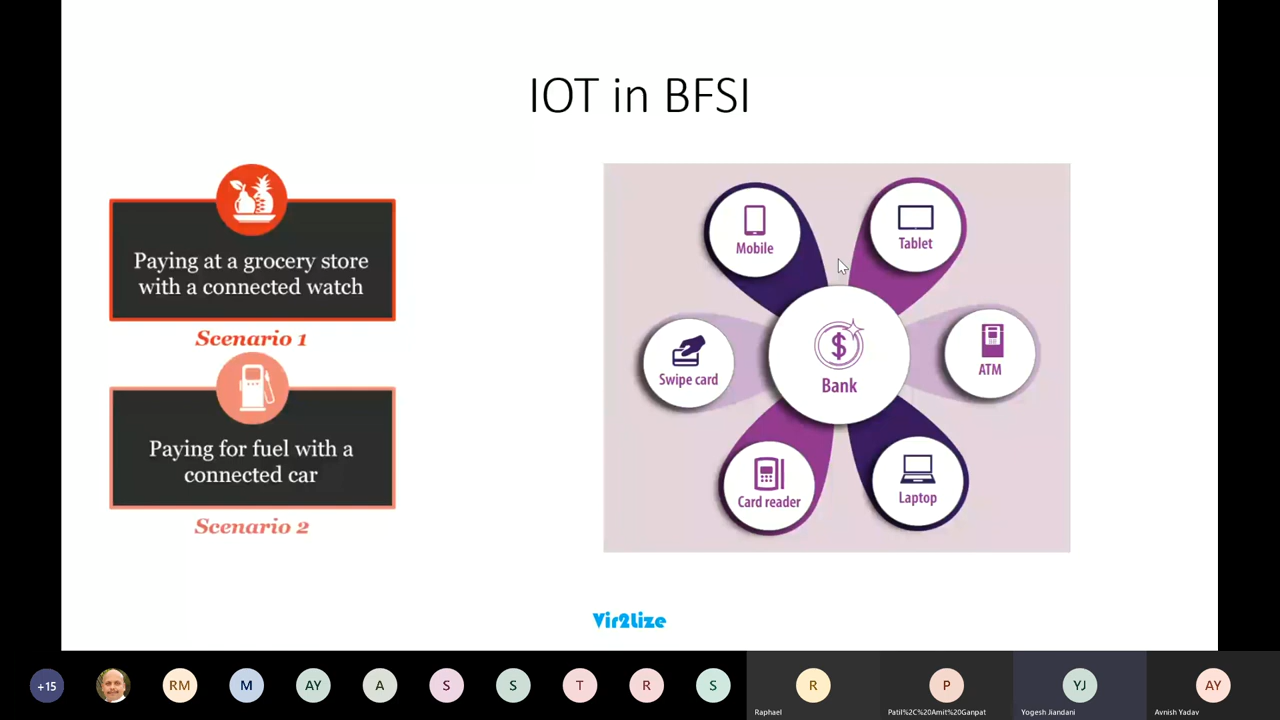 IOT in BFSI
Paying at a grocery store
with a connected watch
Scenario 1
Paying for fuel with a
connected car
Scenario 2
Mobile
Tablet
Swipe card
Bank
ATM
Card reader
Laptop
Vir2Lize
+15
RM
M
AY
A
S
S
T
R
S
R
Raphael
P
Patil%2C%20Amit%20Ganpat
YJ
Yogesh Jiandani
AY
Avnish Yadav